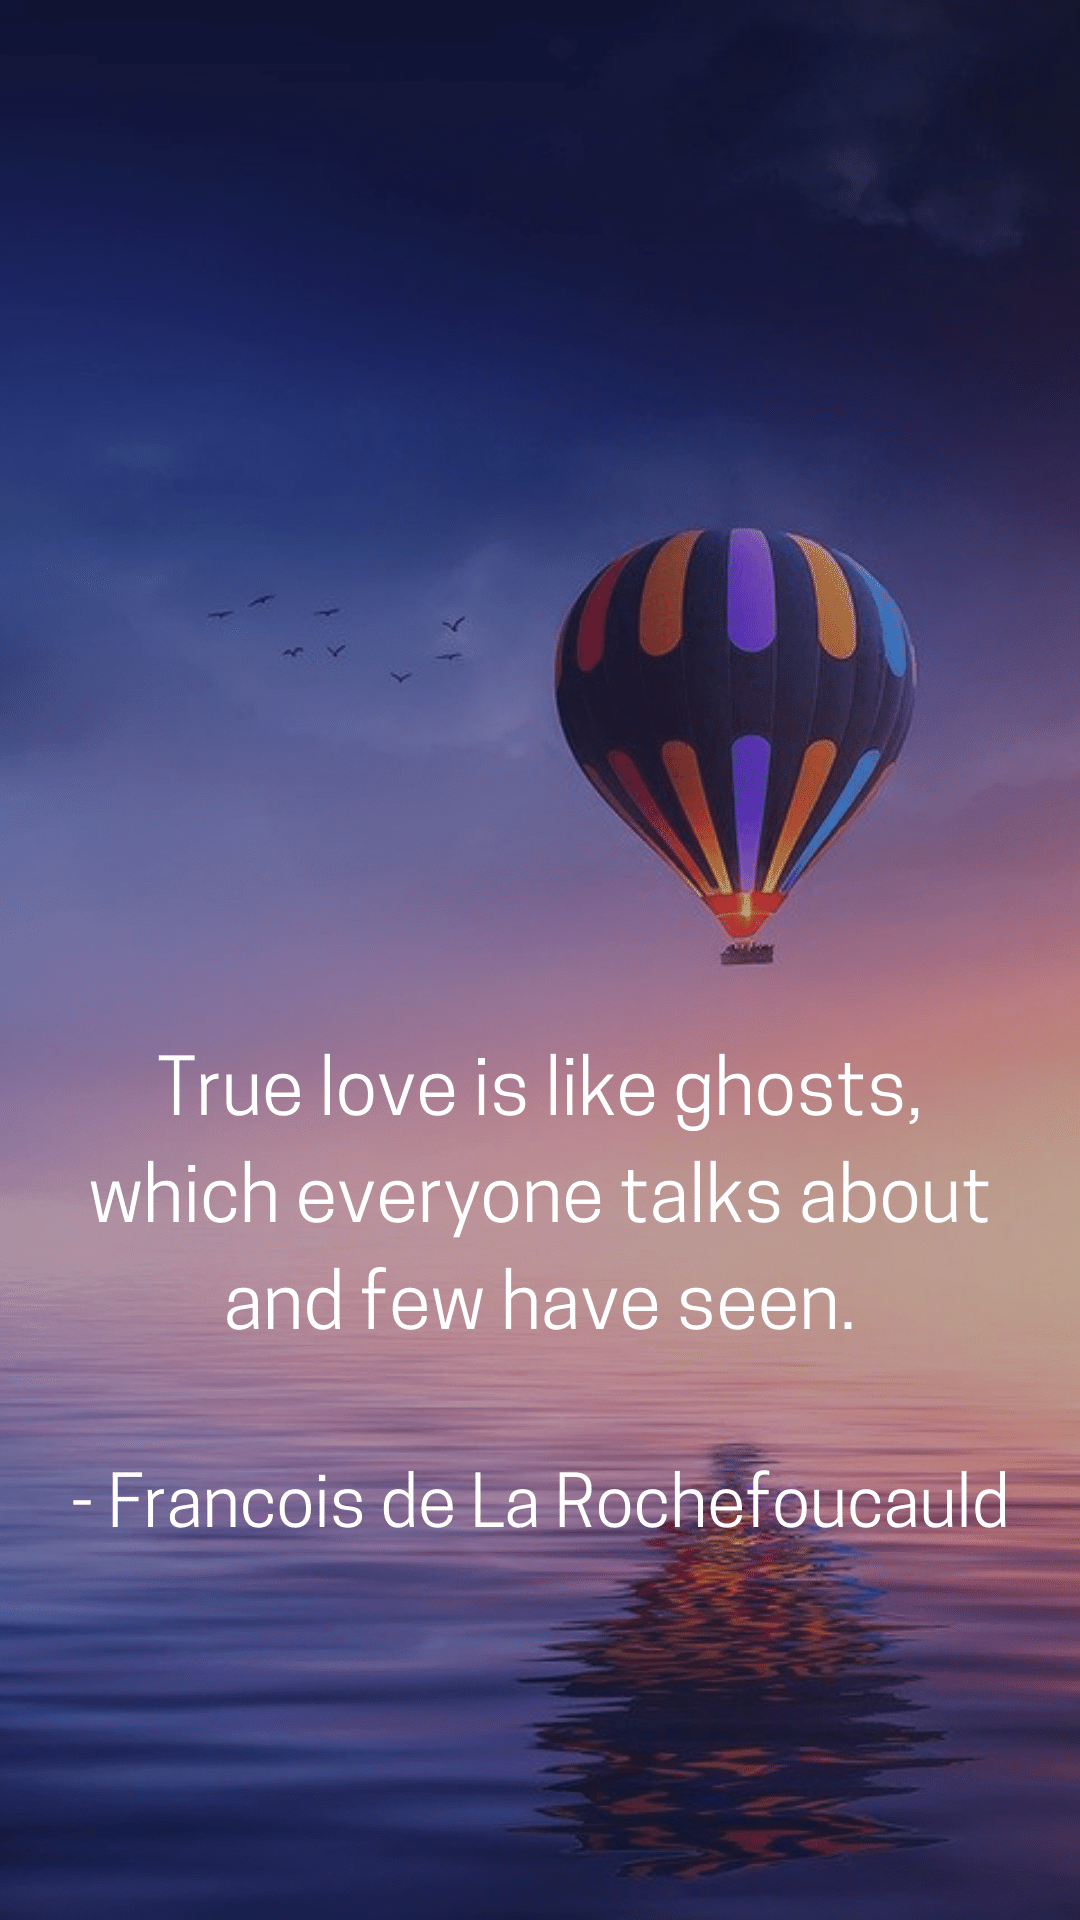 True love is like ghosts,
which everyone talks about
and few have seen.
- Francois de La Rochefoucauld